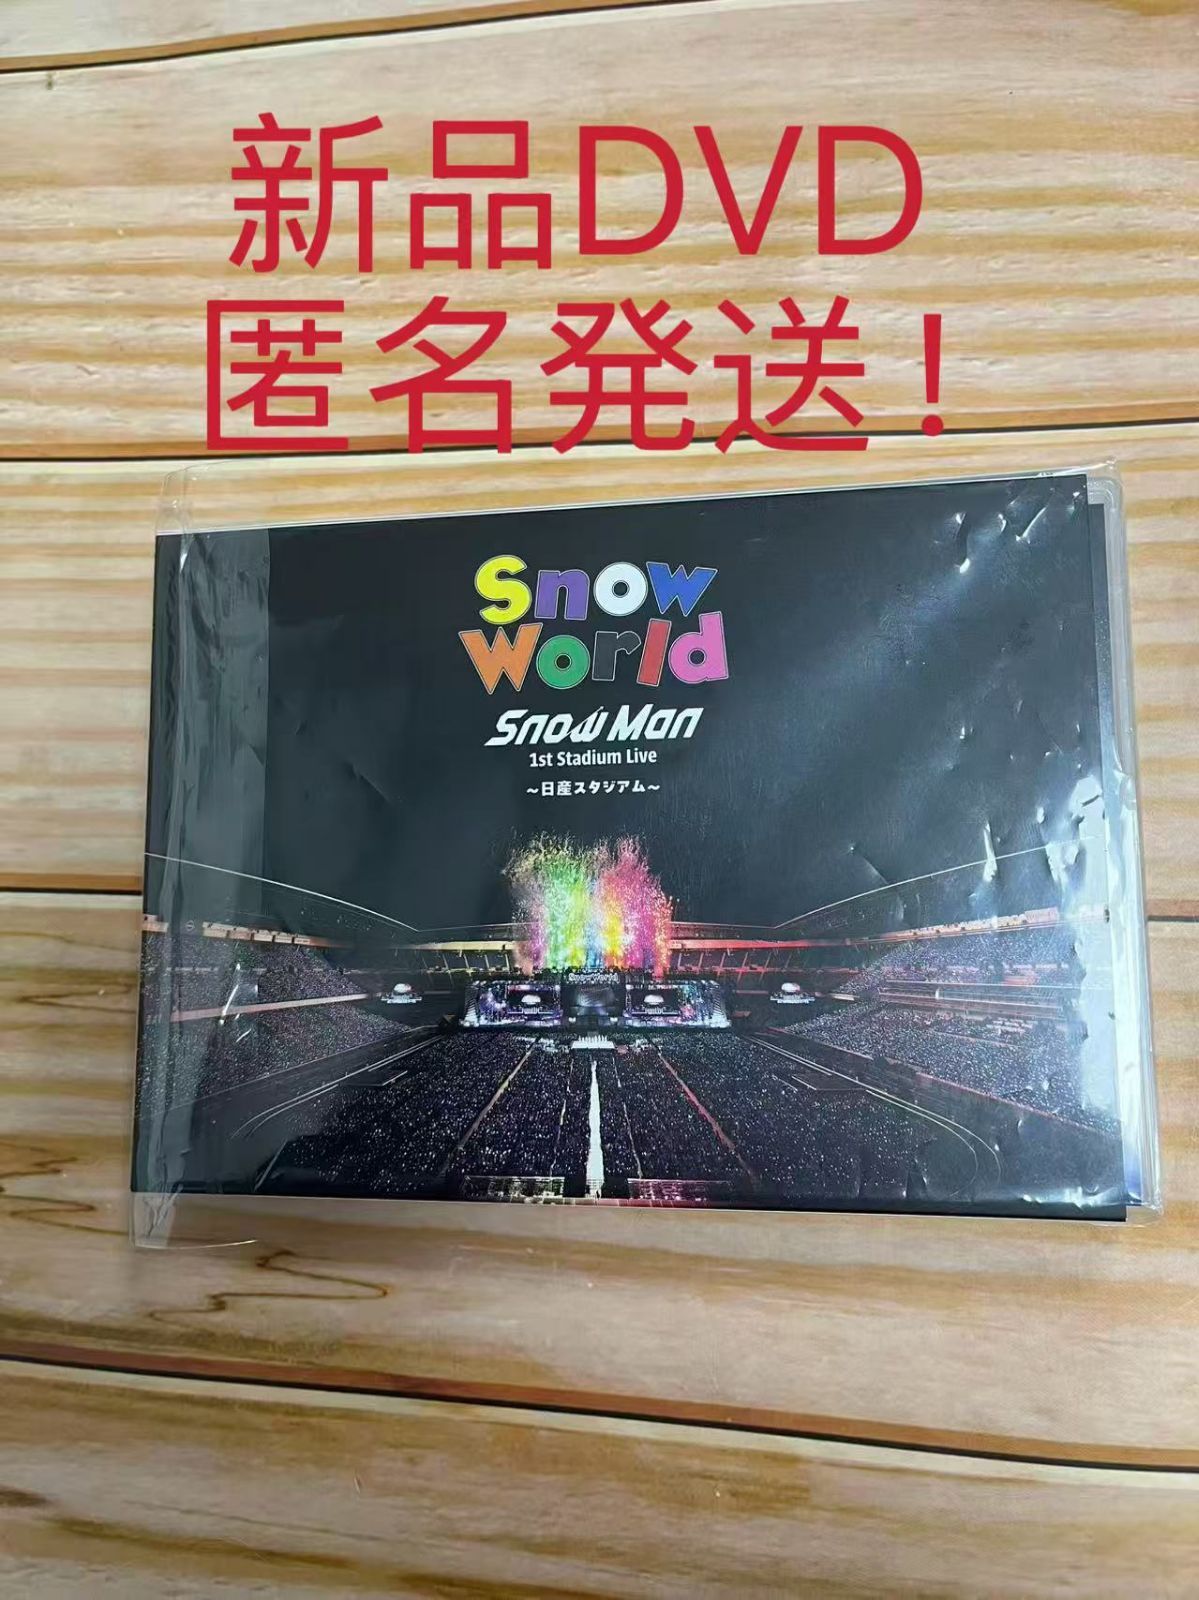 新品DVD
匿名発送！
Snow
World
Snow Man
1st Stadium Live
～日産スタジアム～